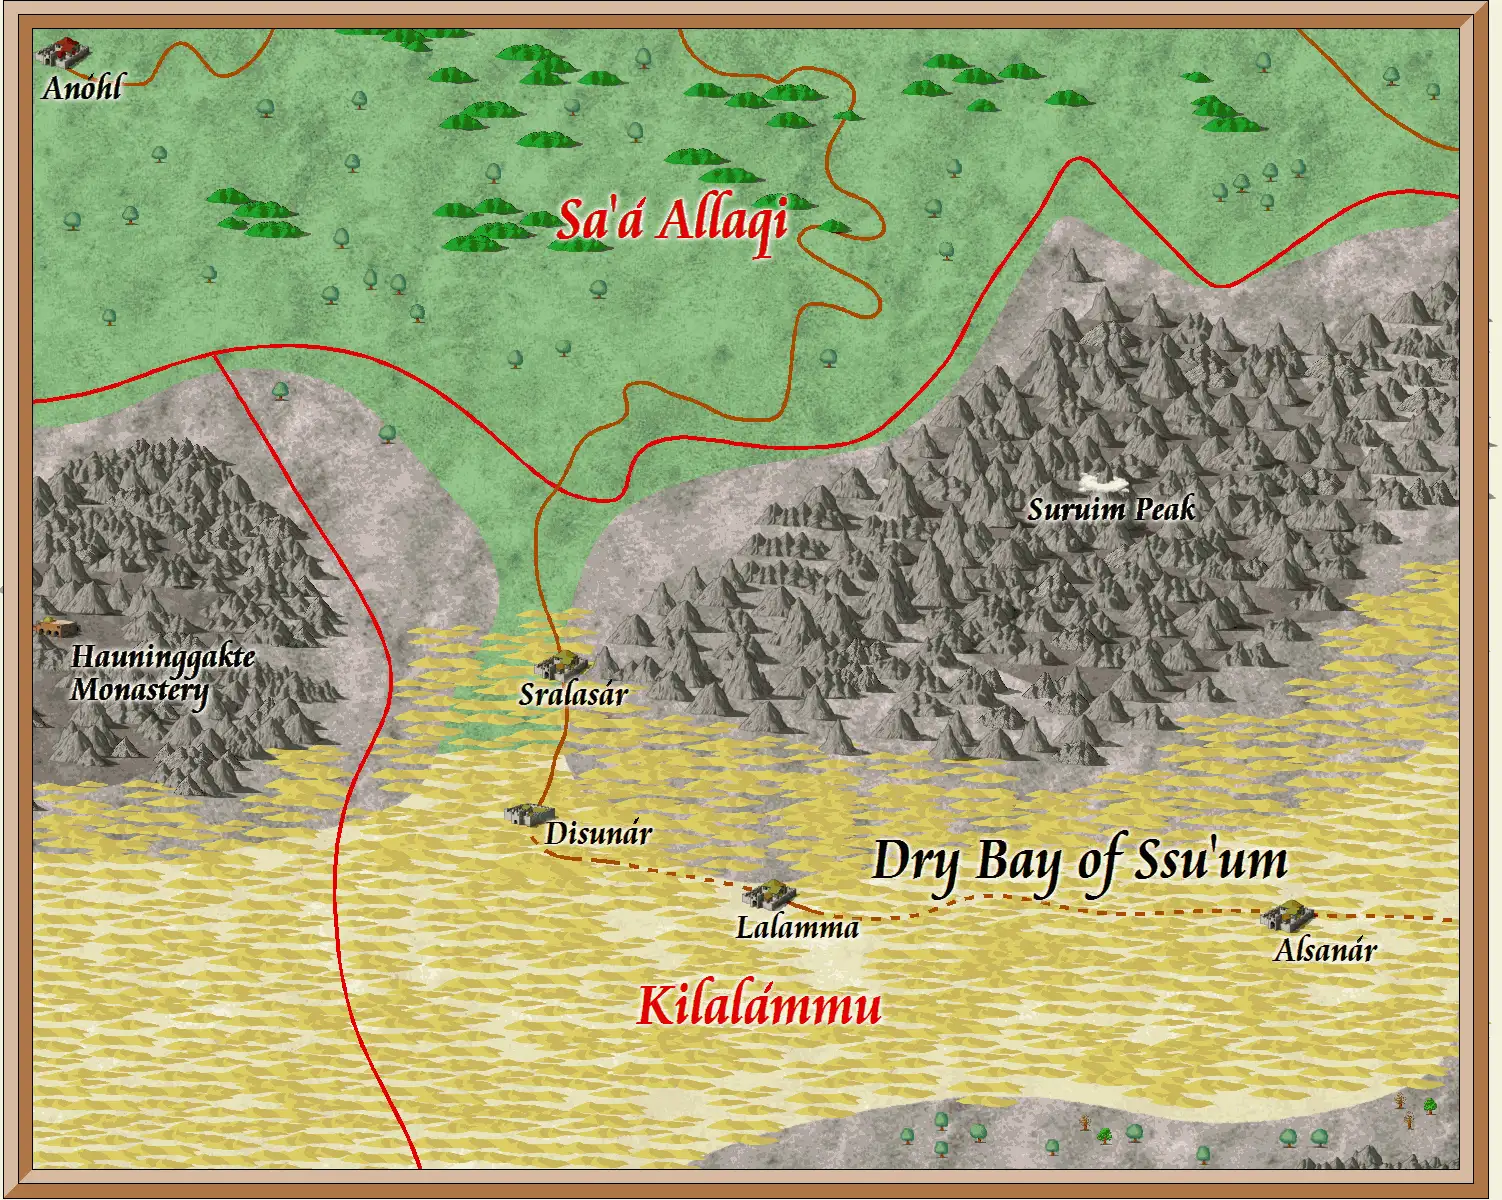 Anóhl
Sa'á Allaqi
Suruim Peak
Hauninggakte
Monastery
Sralasár
Disunár
Dry Bay of Ssu'um
Lalamma
Alsanár
Kilalámmu